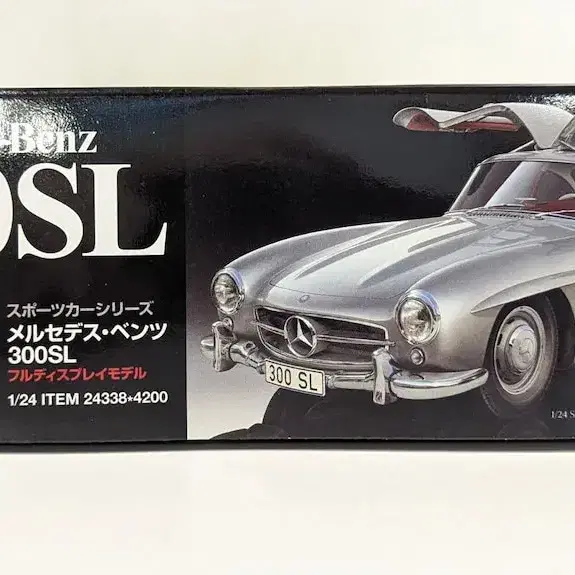 -Benz
0SL
スポーツカーシリーズ
メルセデス・ベンツ
300SL
フルディスプレイモデル
1/24 ITEM 24338★4200
300 SL
1/24 S